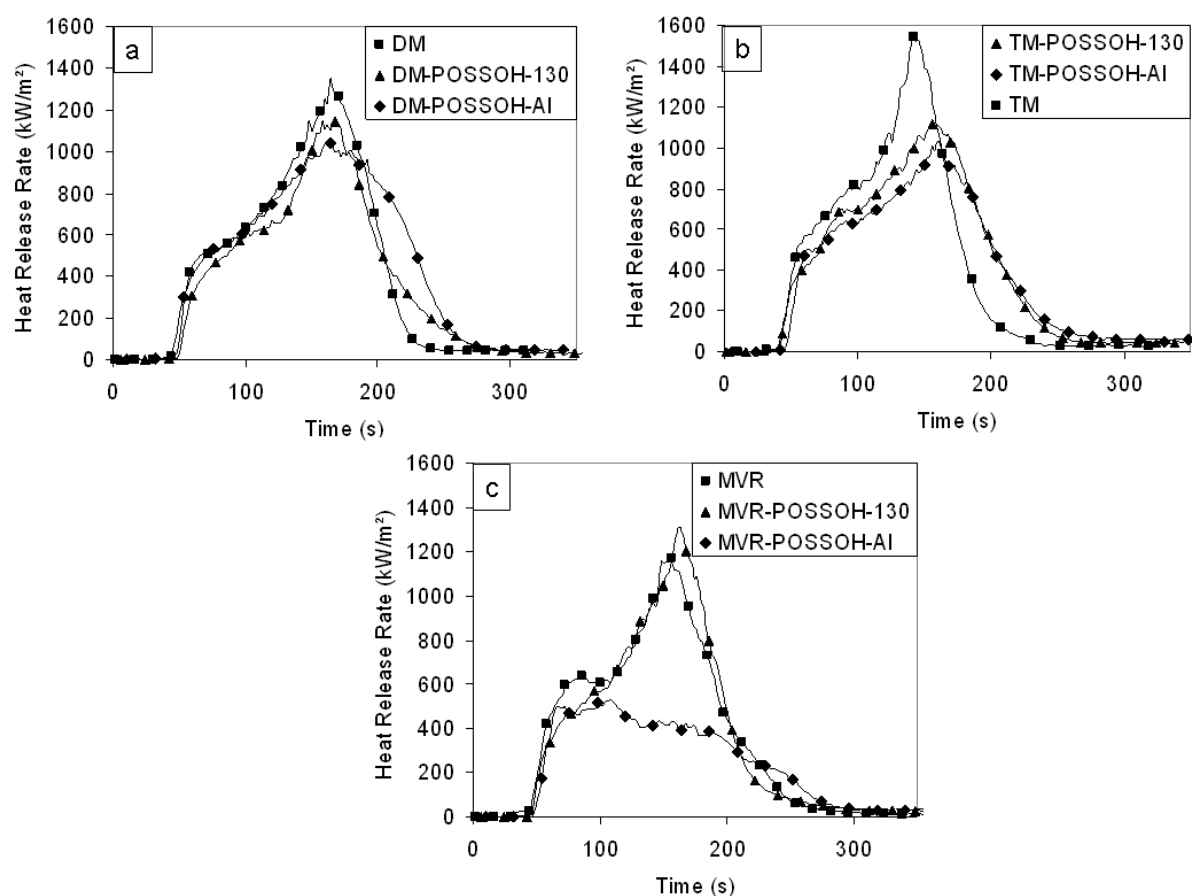 a
DM
DM-POSSOH-130
DM-POSSOH-Al
Heat Release Rate (kW/m²)
1600
1400
1200
1000
800
600
400
200
0
0 100 200 300
Time (s)
b
TM-POSSOH-130
TM-POSSOH-Al
TM
Heat Release Rate (kW/m²)
1600
1400
1200
1000
800
600
400
200
0
0 100 200 300
Time (s)
c
MVR
MVR-POSSOH-130
MVR-POSSOH-Al
Heat Release Rate (kW/m²)
1600
1400
1200
1000
800
600
400
200
0
0 100 200 300
Time (s)